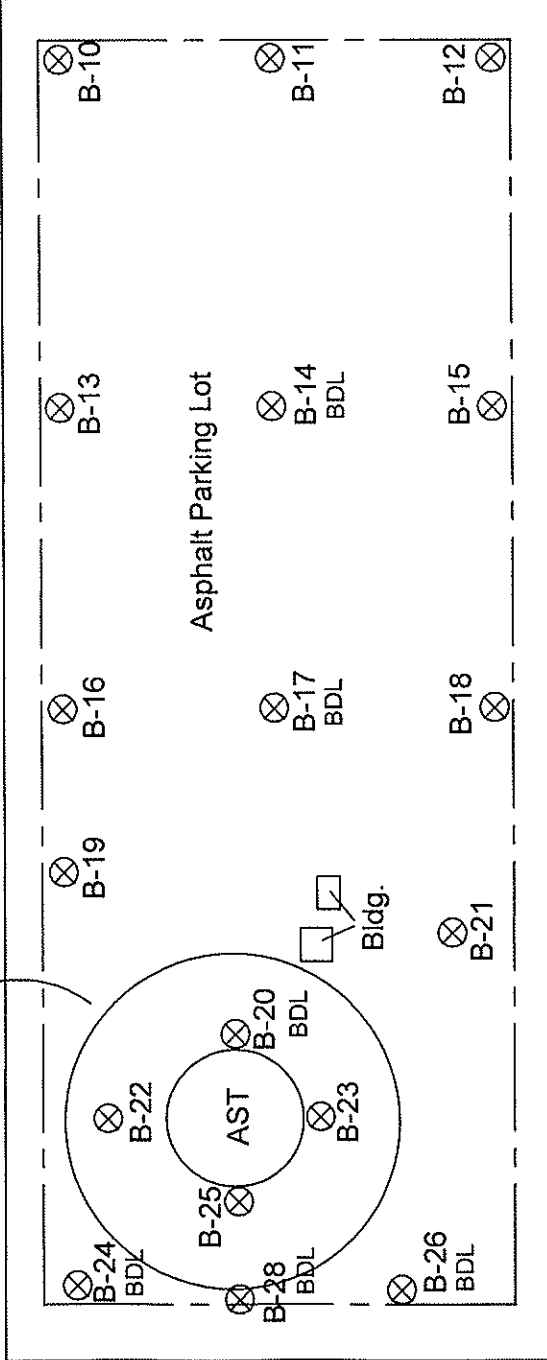 B-24
BDL
B-22
B-19
B-16
B-13
B-10
Asphalt Parking Lot
B-25
AST
B-20
BDL
B-28
BDL
B-17
BDL
B-14
BDL
B-11
B-23
Bldg.
B-26
BDL
B-21
B-18
B-15
B-12